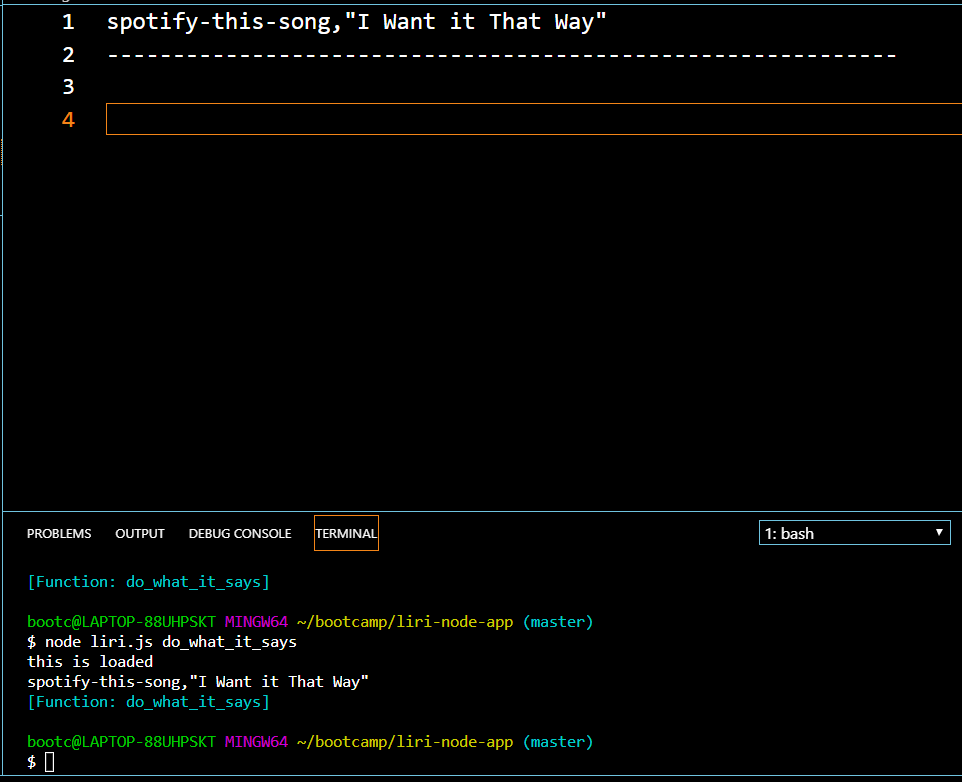 1 spotify-this-song,"I Want it That Way"
2 ------------------------------------------------------------
3
4
PROBLEMS OUTPUT DEBUG CONSOLE TERMINAL 1: bash
[Function: do_what_it_says]
bootc@LAPTOP-88UHPSKT MINGW64 ~/bootcamp/liri-node-app (master)
$ node liri.js do_what_it_says
this is loaded
spotify-this-song,"I Want it That Way"
[Function: do_what_it_says]
bootc@LAPTOP-88UHPSKT MINGW64 ~/bootcamp/liri-node-app (master)
$